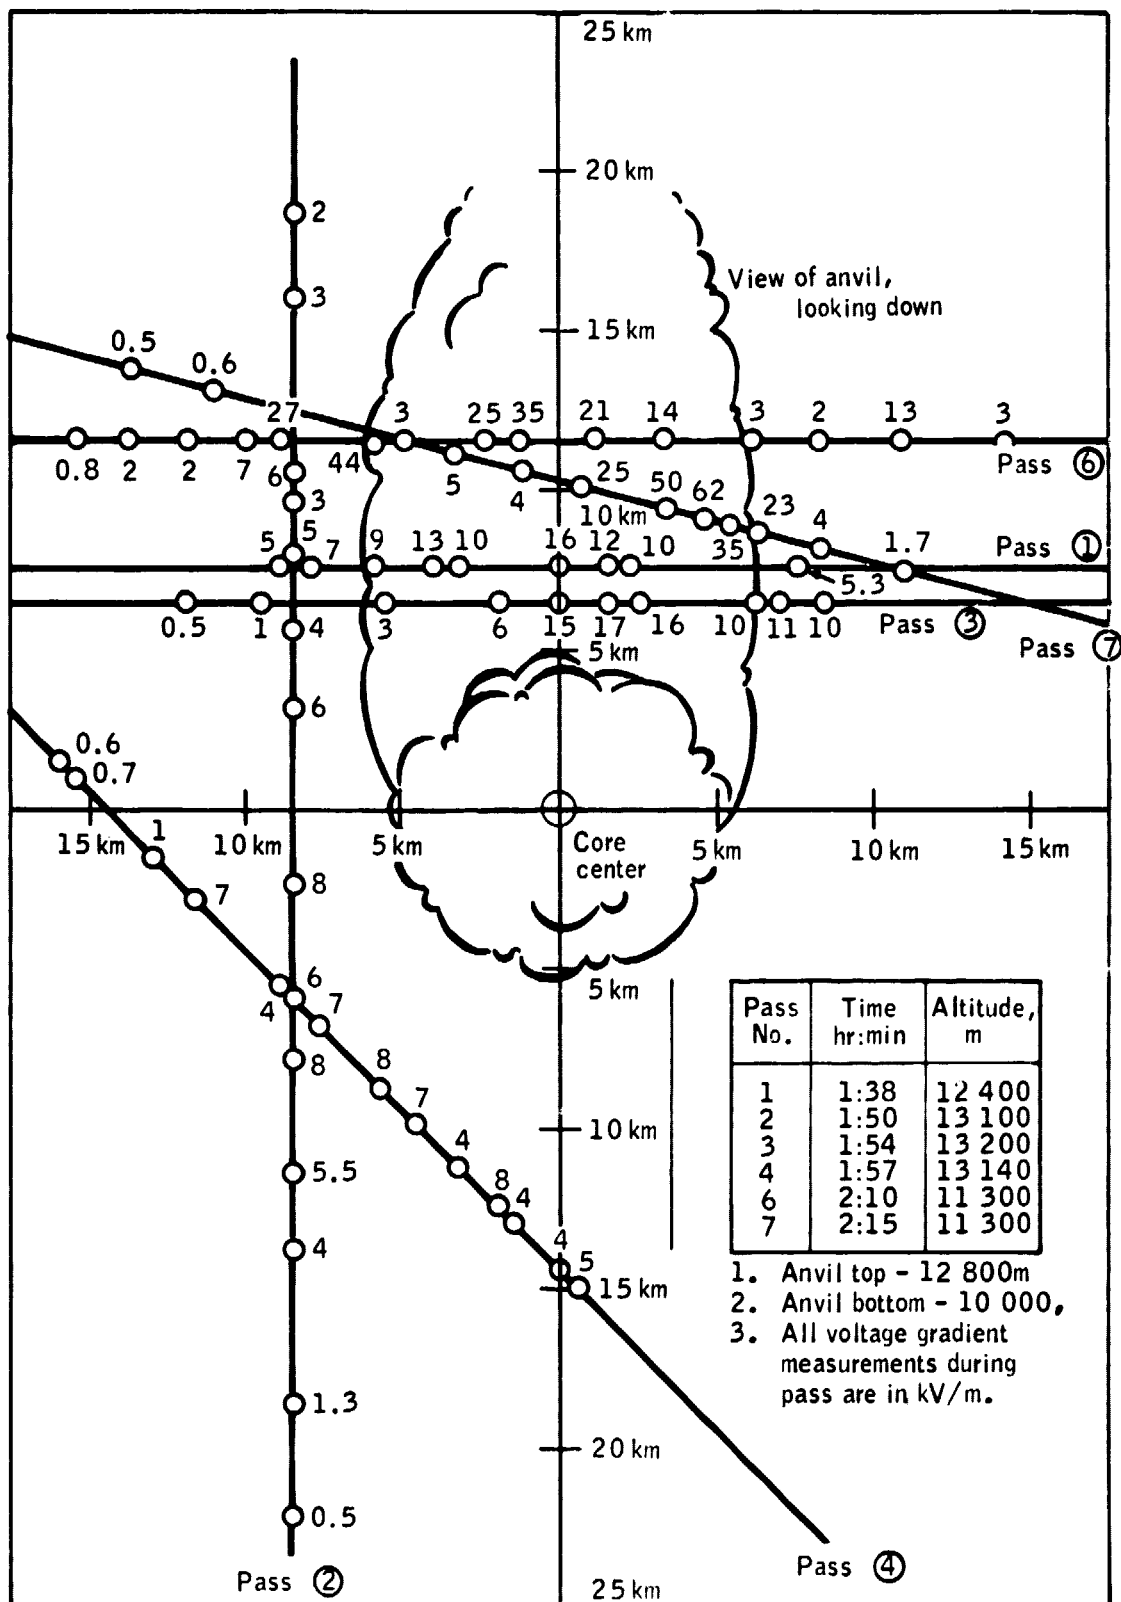 25 km
20 km
2
View of anvil,
looking down
3
15 km
0.5
0.6
27
3
25
35
21
14
3
2
13
3
0.8
2
2
7
6
44
5
4
25
50
62
23
4
Pass 6
3
10 km
35
1.7
5
5
7
9
13
10
16
12
10
5.3
Pass 1
0.5
1
4
3
6
15
17
16
10
11
10
Pass 3
5 km
Pass 7
6
0.6
0.7
15 km
10 km
5 km
5 km
10 km
15 km
Core
center
1
7
8
5 km
6
4
7
8
8
7
10 km
4
5.5
8
4
4
4
5
15 km
1.3
20 km
0.5
Pass 2
Pass 4
25 km
Pass No. Time hr:min Altitude, m
1 1:38 12 400
2 1:50 13 100
3 1:54 13 200
4 1:57 13 140
6 2:10 11 300
7 2:15 11 300
1. Anvil top - 12 800m
2. Anvil bottom - 10 000,
3. All voltage gradient
measurements during
pass are in kV/m.